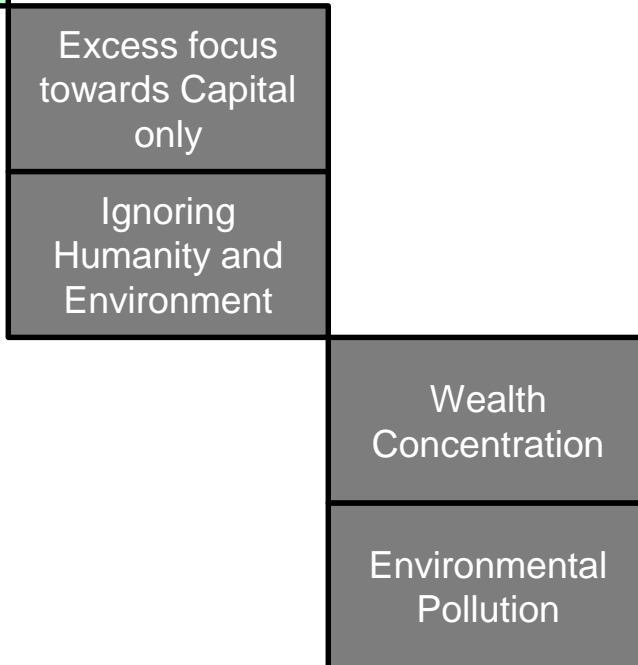 Excess focus
towards Capital
only
Ignoring
Humanity and
Environment
Wealth
Concentration
Environmental
Pollution